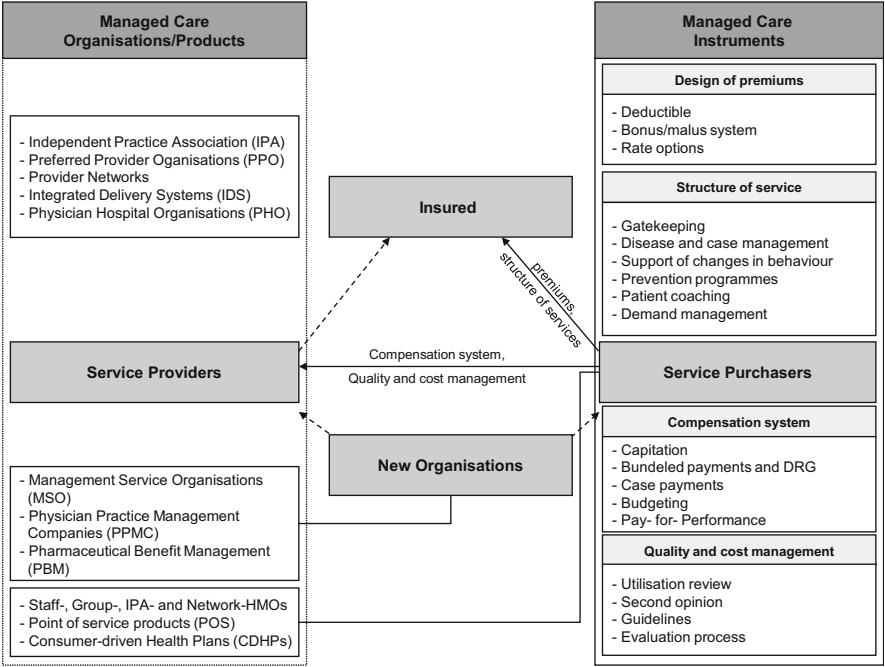 Managed Care
Organisations/Products
- Independent Practice Association (IPA)
- Preferred Provider Oganisations (PPO)
- Provider Networks
- Integrated Delivery Systems (IDS)
- Physician Hospital Organisations (PHO)
Service Providers
- Management Service Organisations
(MSO)
- Physician Practice Management
Companies (PPMC)
- Pharmaceutical Benefit Management
(PBM)
- Staff-, Group-, IPA- and Network-HMOs
- Point of service products (POS)
- Consumer-driven Health Plans (CDHPs)
Insured
premiums,
structure of services
Compensation system,
Quality and cost management
New Organisations
Managed Care
Instruments
Design of premiums
- Deductible
- Bonus/malus system
- Rate options
Structure of service
- Gatekeeping
- Disease and case management
- Support of changes in behaviour
- Prevention programmes
- Patient coaching
- Demand management
Service Purchasers
Compensation system
- Capitation
- Bundeled payments and DRG
- Case payments
- Budgeting
- Pay- for- Performance
Quality and cost management
- Utilisation review
- Second opinion
- Guidelines
- Evaluation process